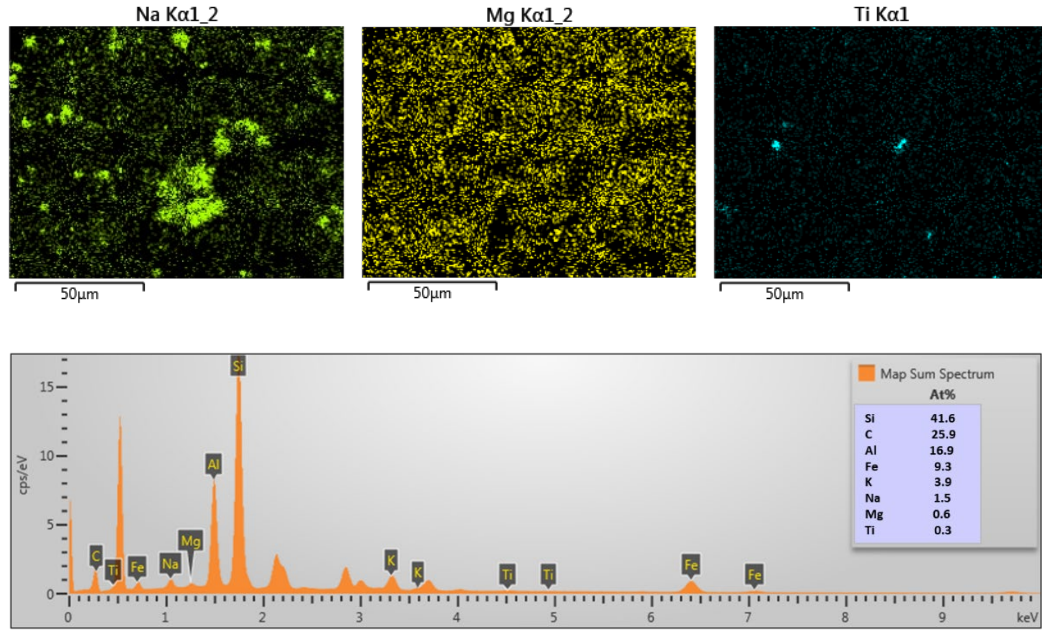 Na Kα1_2
Mg Kα1_2
Ti Kα1
50µm
50µm
50µm
Map Sum Spectrum
At%
Si 41.6
C 25.9
Al 16.9
Fe 9.3
K 3.9
Na 1.5
Mg 0.6
Ti 0.3
cps/eV
15
10
5
0
Si
Al
Mg
C
Ti
Fe
Na
K
K
Ti
Ti
Fe
Fe
0 1 2 3 4 5 6 7 8 9 keV